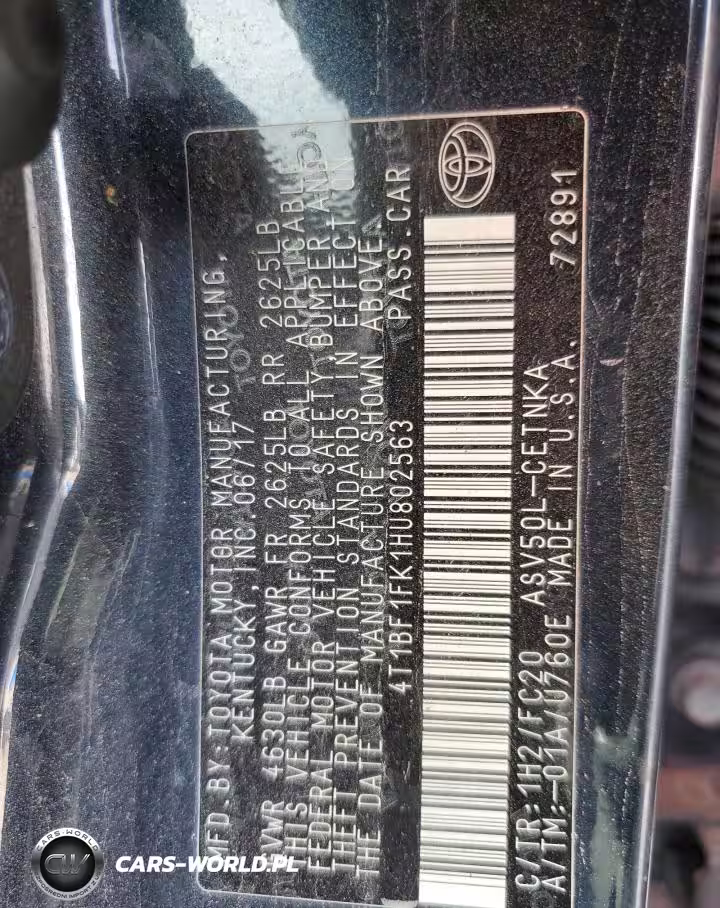 MFD.BY:TOYOTA MOTOR MANUFACTURING,
KENTUCKY, INC. 06/17
GVWR 4630LB GAWR FR 2625LB RR 2625LB
THIS VEHICLE CONFORMS TO ALL APPLICABLE
FEDERAL MOTOR VEHICLE SAFETY,BUMPER,AND
THEFT PREVENTION STANDARDS IN EFFECT ON
THE DATE OF MANUFACTURE SHOWN ABOVE.
4T1BF1FK1HU802563 PASS.CAR
C/TR:1H2/FC20 ASV50L-CETNKA
A/TM:-01A/U760E MADE IN U.S.A. 72891
CARS-WORLD
CW
CARS-WORLD.PL